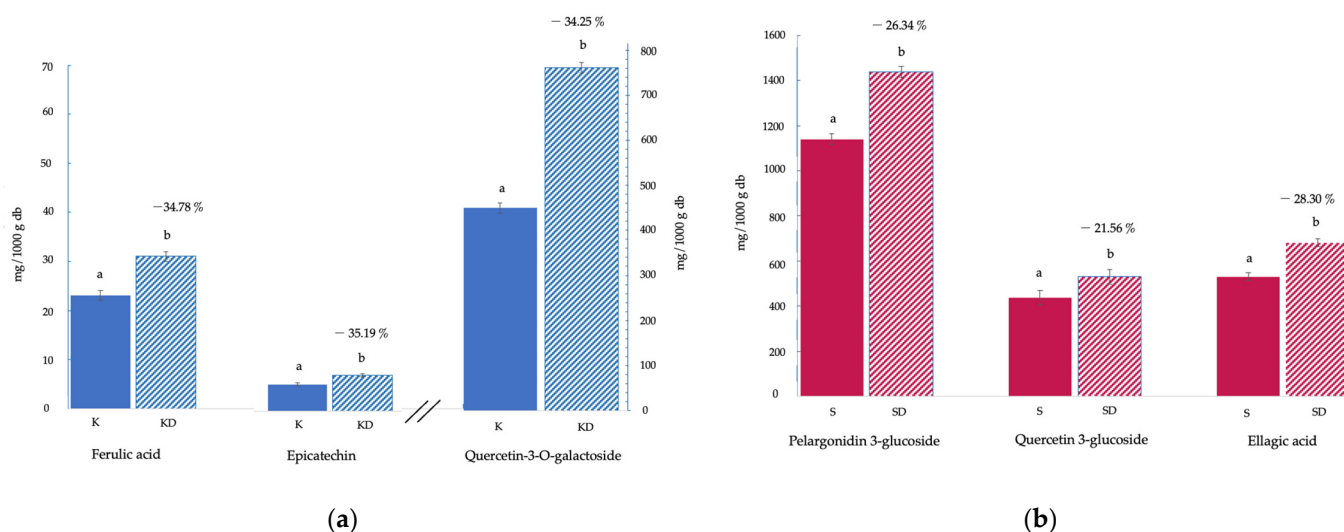 − 34.25 %
b
800
70
700
60
600
50
500
a
−34.78 %
40
400
b
30
300
a
20
200
− 35.19 %
b
10
a
100
0
0
mg/1000 g db
mg/1000 g db
K
KD
K
KD
K
KD
Ferulic acid
Epicatechin
Quercetin-3-O-galactoside
(a)
− 26.34 %
1600
b
1400
a
1200
1160
− 28.30 %
1000
− 21.56 %
800
b
b
600
a
a
400
200
0
mg/1000 g db
S
SD
S
SD
S
SD
Pelargonidin 3-glucoside
Quercetin 3-glucoside
Ellagic acid
(b)